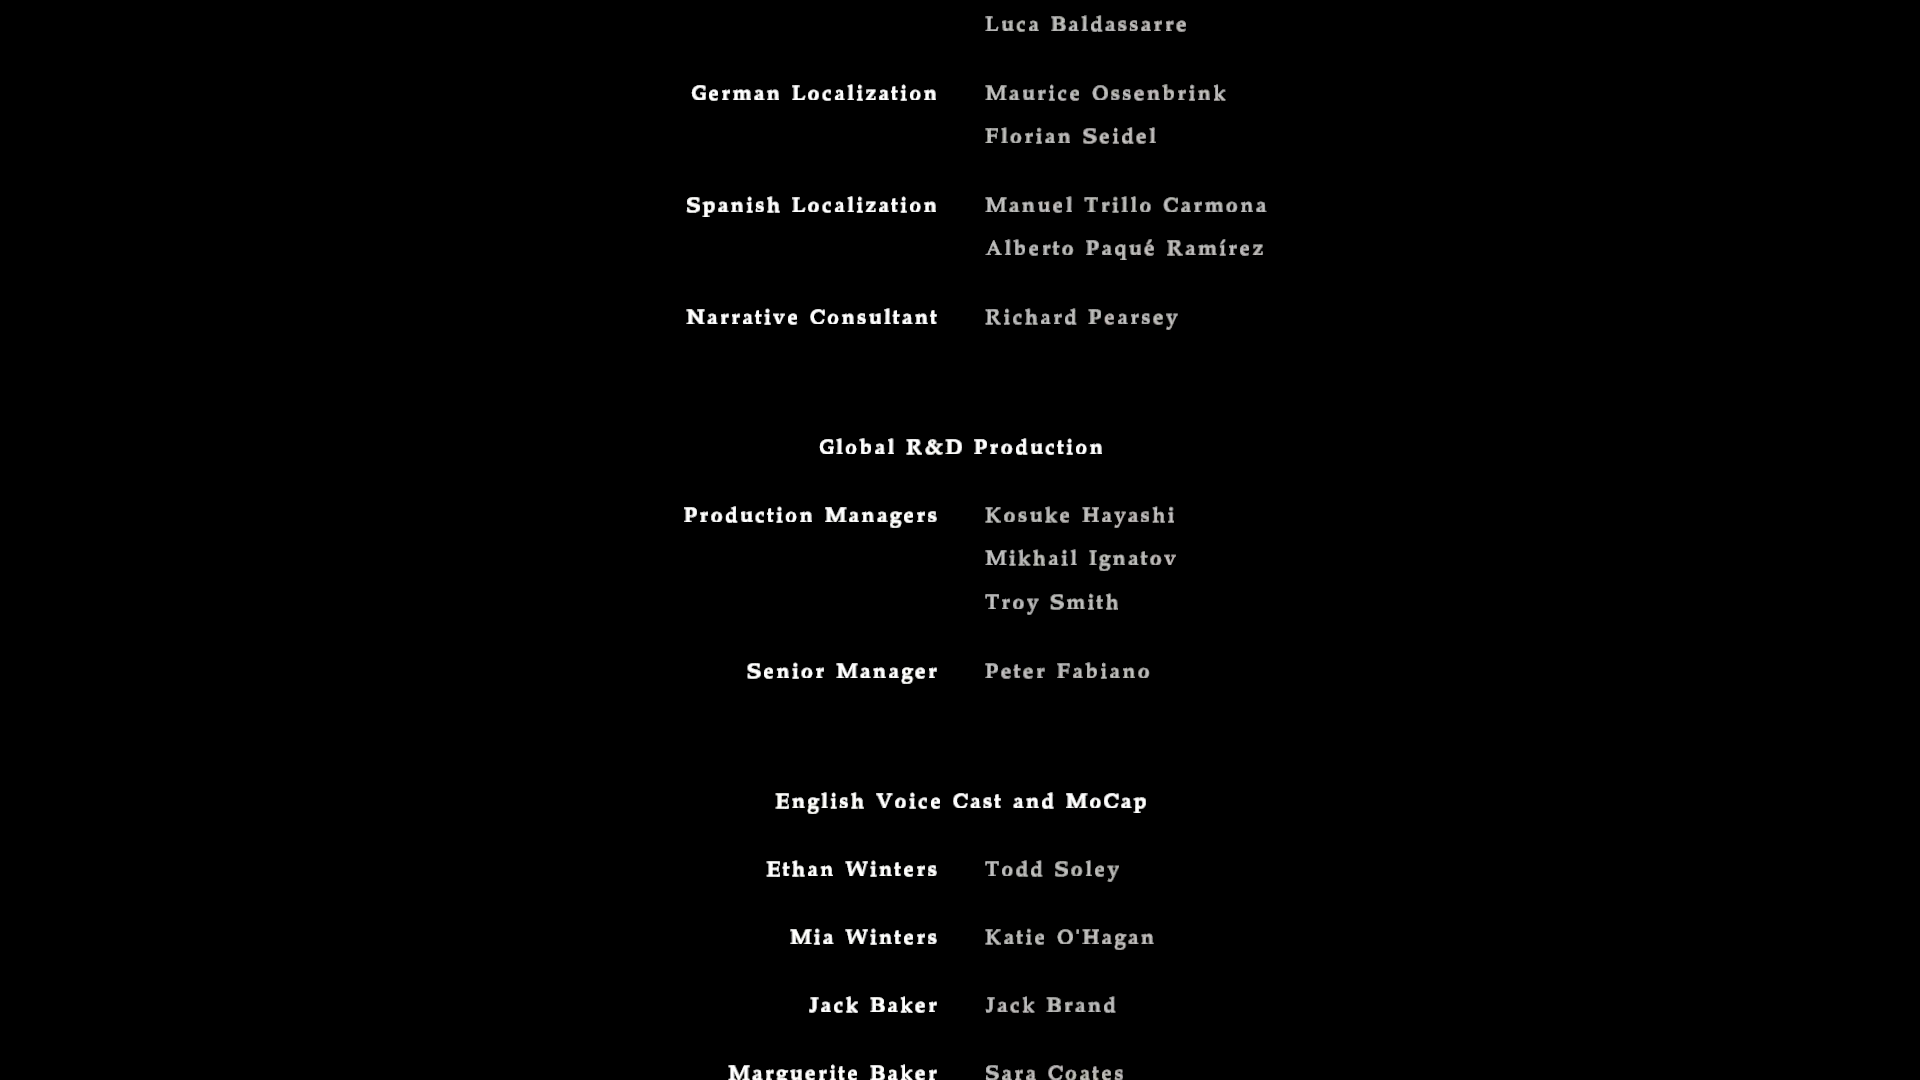 Luca Baldassarre
German Localization Maurice Ossenbrink
Florian Seidel
Spanish Localization Manuel Trillo Carmona
Alberto Paqué Ramírez
Narrative Consultant Richard Pearsey
Global R&D Production
Production Managers Kosuke Hayashi
Mikhail Ignatov
Troy Smith
Senior Manager Peter Fabiano
English Voice Cast and MoCap
Ethan Winters Todd Soley
Mia Winters Katie O'Hagan
Jack Baker Jack Brand
Marguerite Baker Sara Coates